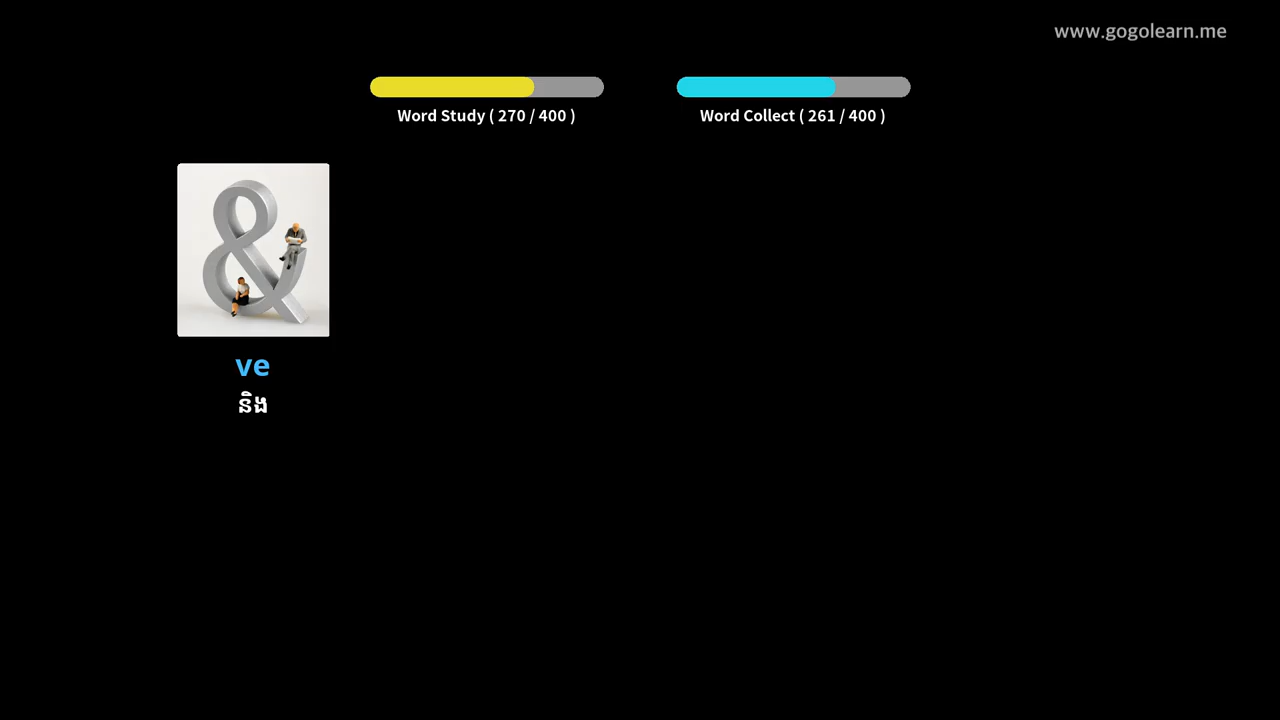 www.gogolearn.me
Word Study ( 270 / 400 )
Word Collect ( 261 / 400 )
&
ve
និង